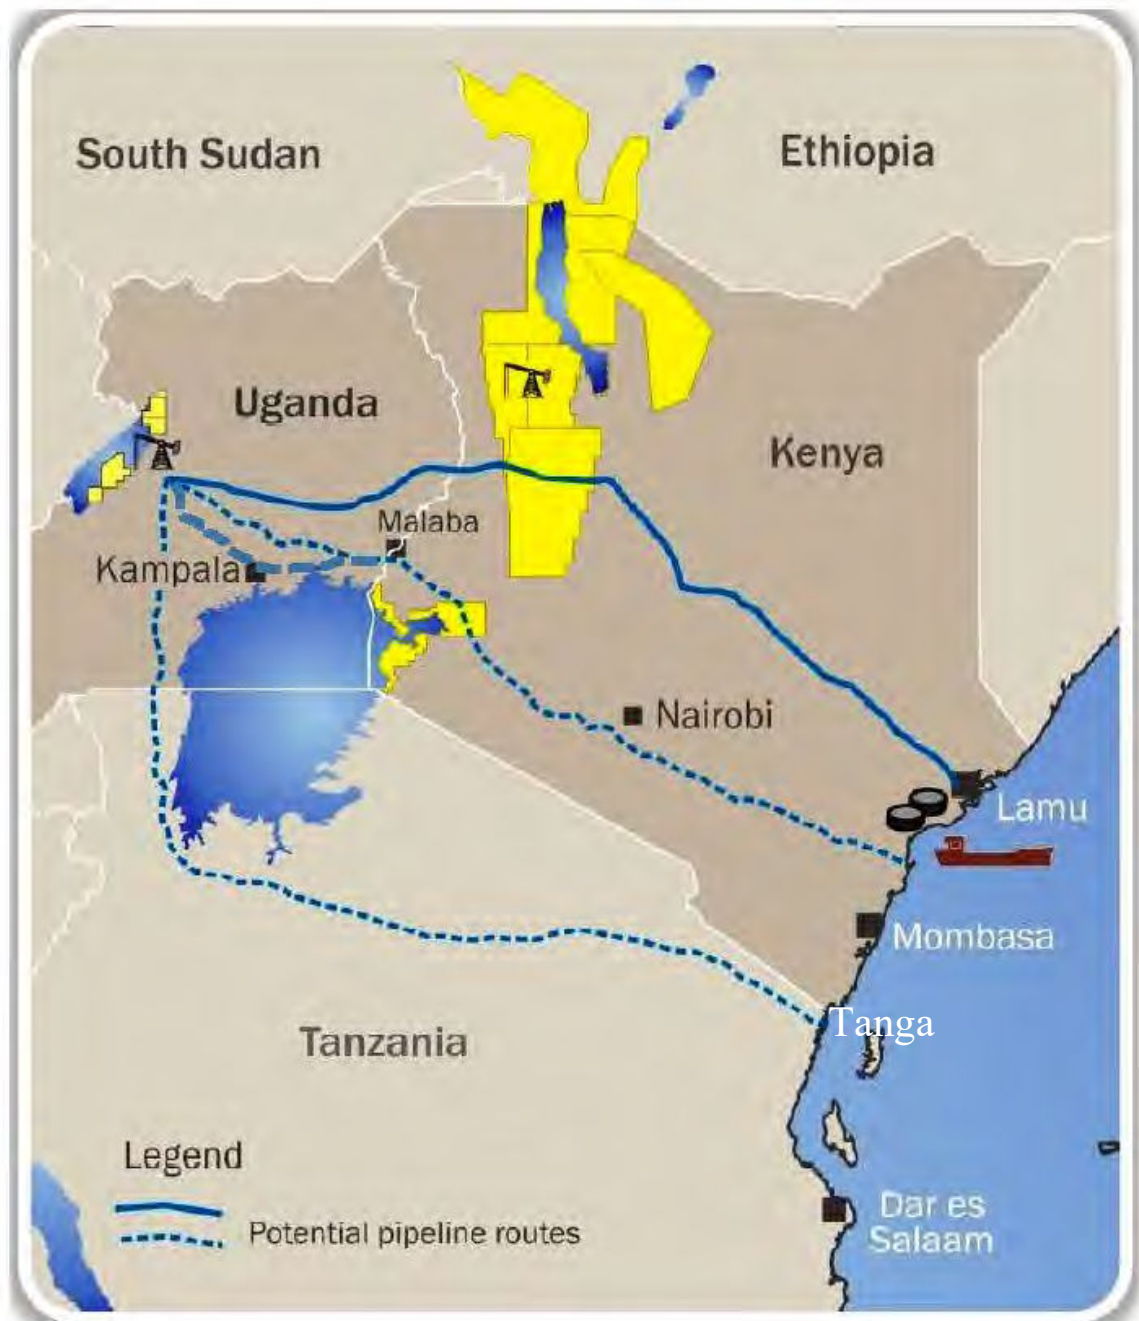 South Sudan
Ethiopia
Uganda
Kenya
Malaba
Kampala
Nairobi
Lamu
Mombasa
Tanga
Tanzania
Legend
Potential pipeline routes
Dar es
Salaam